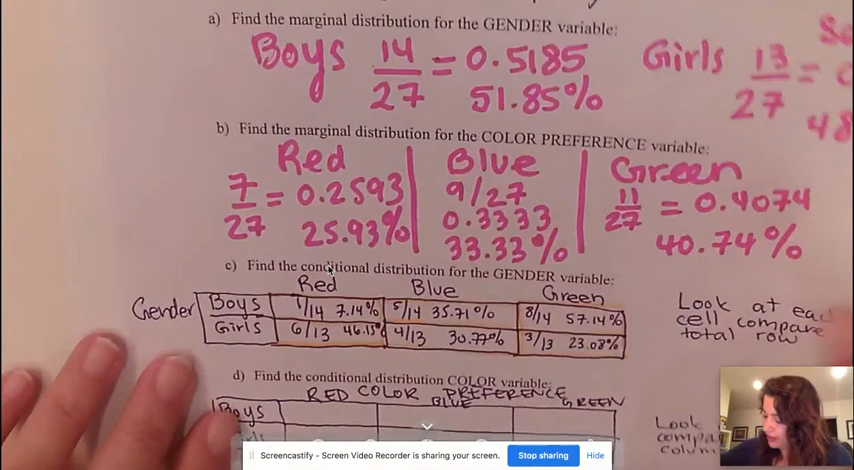 a) Find the marginal distribution for the GENDER variable:
Boys 14/27 = 0.5185
51.85%
Girls 13/27 =
48
b) Find the marginal distribution for the COLOR PREFERENCE variable:
Red
7/27 = 0.2593
25.93%
Blue
9/27
0.3333
33.33%
Green
11/27 = 0.4074
40.74%
c) Find the conditional distribution for the GENDER variable:
Red Blue Green
Gender
Boys 1/14 7.14% 5/14 35.71% 8/14 57.14%
Girls 6/13 46.15% 4/13 30.77% 3/13 23.08%
Look at each
cell compare
total row
d) Find the conditional distribution COLOR variable:
RED COLOR PREFERENCE
BLUE GREEN
Boys
Look
Screencastify - Screen Video Recorder is sharing your screen.
Stop sharing
Hide